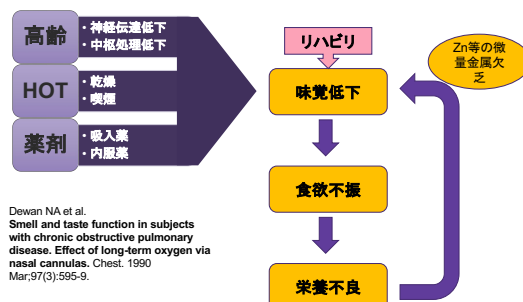 高齢
・神経伝達低下
・中枢処理低下
HOT
・乾燥
・喫煙
薬剤
・吸入薬
・内服薬
リハビリ
味覚低下
食欲不振
栄養不良
Zn等の微
量金属欠
乏
Dewan NA et al.
Smell and taste function in subjects
with chronic obstructive pulmonary
disease. Effect of long-term oxygen via
nasal cannulas. Chest. 1990
Mar;97(3):595-9.